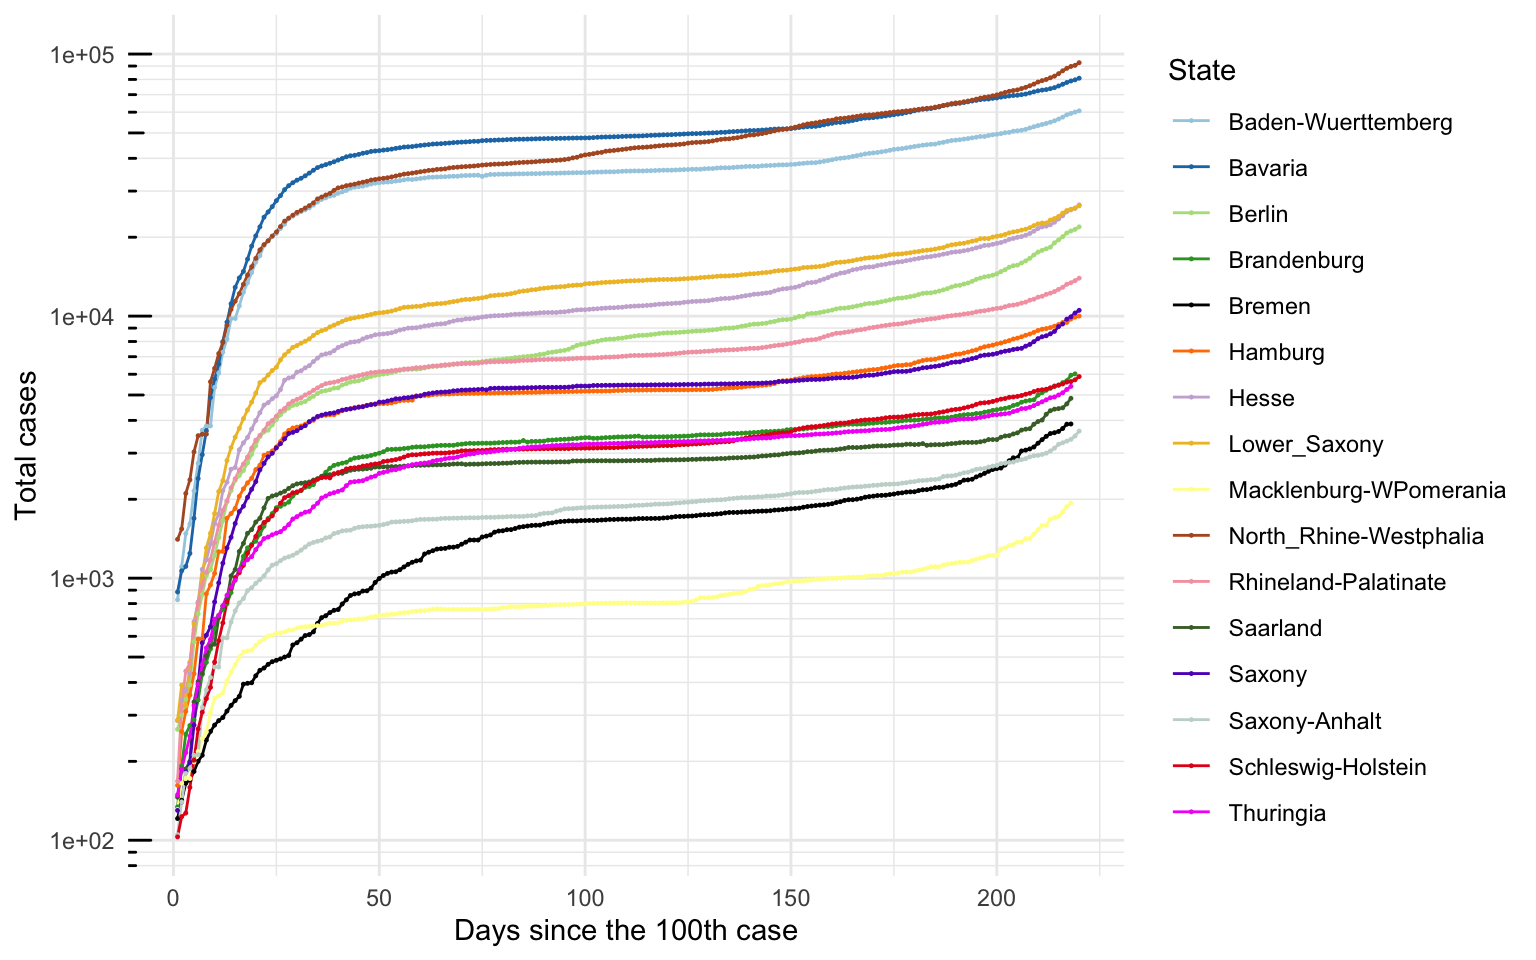 1e+05
1e+04
1e+03
1e+02
Total cases
0 50 100 150 200
Days since the 100th case
State
Baden-Wuerttemberg
Bavaria
Berlin
Brandenburg
Bremen
Hamburg
Hesse
Lower_Saxony
Macklenburg-WPomerania
North_Rhine-Westphalia
Rhineland-Palatinate
Saarland
Saxony
Saxony-Anhalt
Schleswig-Holstein
Thuringia